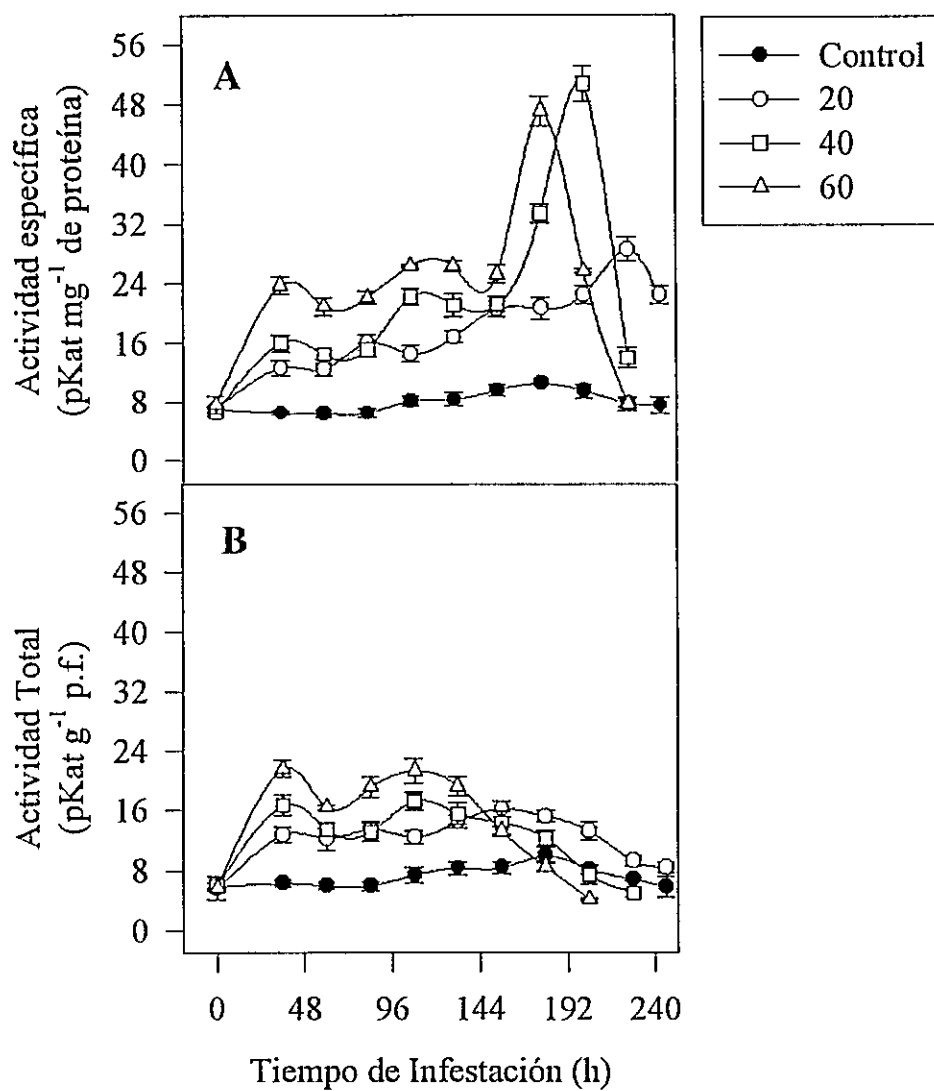 A
56
48
40
32
24
16
8
0
Actividad específica
(pKat mg⁻¹ de proteína)
Control
20
40
60
B
56
48
40
32
24
16
8
0
Actividad Total
(pKat g⁻¹ p.f.)
0 48 96 144 192 240
Tiempo de Infestación (h)